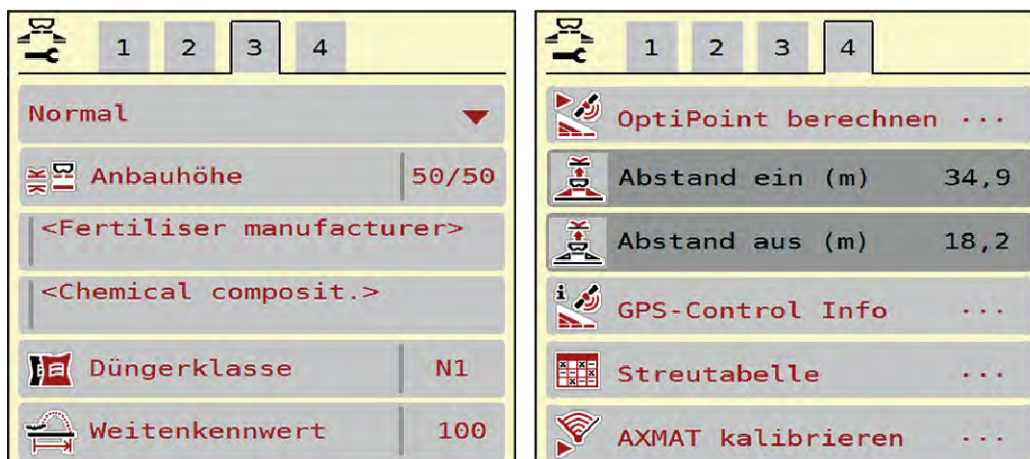 1 2 3 4
Normal
Anbauhöhe 50/50
<Fertiliser manufacturer>
<Chemical composit.>
Düngerklasse N1
Weitenkennwert 100
1 2 3 4
OptiPoint berechnen ...
Abstand ein (m) 34,9
Abstand aus (m) 18,2
GPS-Control Info ...
Streutabelle ...
AXMAT kalibrieren ...